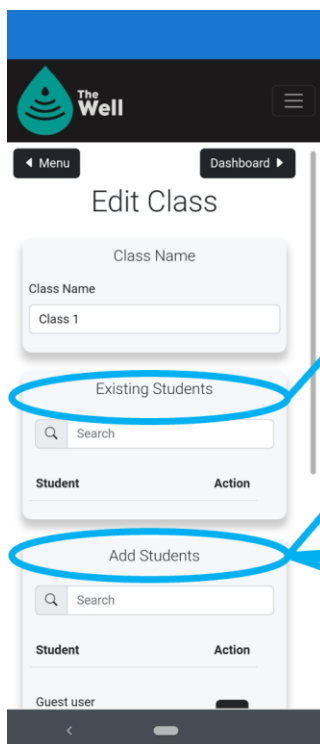 The
Well
Menu
Dashboard
Edit Class
Class Name
Class Name
Class 1
Existing Students
Search
Student Action
Add Students
Search
Student Action
Guest user